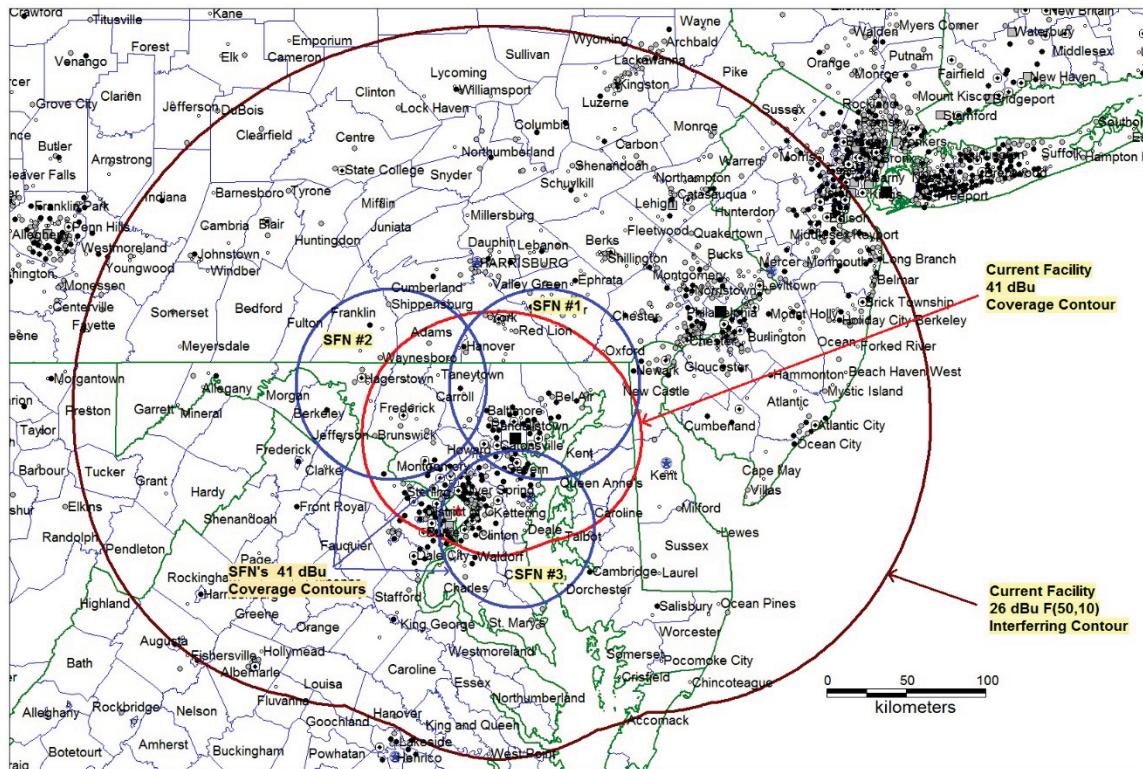 Crawford
Titusville
Kane
Wayne
Walden
Myers Corner
New Britain
Waterbury
Emporium
Sullivan
Wyoming
Archbald
Orange
Putnam
Middlesex
Forest
Elk
Cameron
Lackawanna
Pike
Monroe
Fairfield
Venango
Lycoming
Kingston
Mount Kisco
New Haven
Clinton
Williamsport
Luzerne
Rockland
Bridgeport
Grove City
Clarion
Jefferson
DuBois
Lock Haven
Sussex
Ramsey
Stamford
Clearfield
Columbia
Monroe
Butler
Armstrong
Centre
Northumberland
Carbon
Warren
Suffolk
Hampton
Beaver Falls
State College
Snyder
Shenandoah
Northampton
Indiana
Barnesboro
Tyrone
Schuylkill
Catasauqua
Freeport
Franklin Park
Mifflin
Lehigh
Hunterdon
Edison
Allegheny
Penn Hills
Cambria
Blair
Juniata
Millersburg
Fleetwood
Quakertown
Middlesex
Keyport
Westmoreland
Huntingdon
Dauphin
Lebanon
Berks
Bucks
Mercer
Monmouth
Long Branch
Youngwood
Johnstown
HARRISBURG
Shillington
Montgomery
Windber
Valley Green
Ephrata
Norristown
Levittown
Belmar
Monessen
Cumberland
Current Facility
41 dBu
Coverage Contour
Fayette
Somerset
Bedford
Fulton
Franklin
Shippensburg
SFN #1
Chester
Philadelphia
Mount Holly
Brick Township
Holiday City-Berkeley
Adams
York
Red Lion
Chester
Burlington
Ocean
Forked River
SFN #2
Meyersdale
Waynesboro
Hanover
Oxford
Newark
Gloucester
Morgantown
Taneytown
New Castle
Hammonton
Beach Haven West
Allegany
Hagerstown
Carroll
Mystic Island
Preston
Garrett
Mineral
Morgan
Bel Air
Atlantic
Berkeley
Frederick
Baltimore
Randallstown
Cumberland
Atlantic City
Taylor
Jefferson
Brunswick
Catonsville
Ocean City
Frederick
Howard
Kent
Barbour
Tucker
Clarke
Montgomery
Severn
Kent
Cape May
Grant
Hardy
Sterling
Silver Spring
Queen Anne's
Villas
Elkins
Front Royal
District
Kettering
Caroline
Milford
Shenandoah
Deale
Lewes
Randolph
Pendleton
Fauquier
Clinton
Talbot
Sussex
Page
Dale City
Waldorf
SFN's 41 dBu
Coverage Contours
SFN #3
Cambridge
Laurel
Current Facility
26 dBu F(50,10)
Interfering Contour
Rockingham
Stafford
Charles
Dorchester
Highland
Greene
Salisbury
Ocean Pines
Orange
King George
St. Mary's
Augusta
Hollymead
Worcester
Bath
Fishersville
Westmoreland
Somerset
Albemarle
Caroline
Pocomoke City
Louisa
Essex
Crisfield
Chincoteague
0 50 100
kilometers
Alleghany
Rockbridge
Nelson
Fluvanna
Northumberland
Goochland
Hanover
Accomack
King and Queen
Botetourt
Amherst
Buckingham
Powhatan
Lakeside
Henrico
West Point